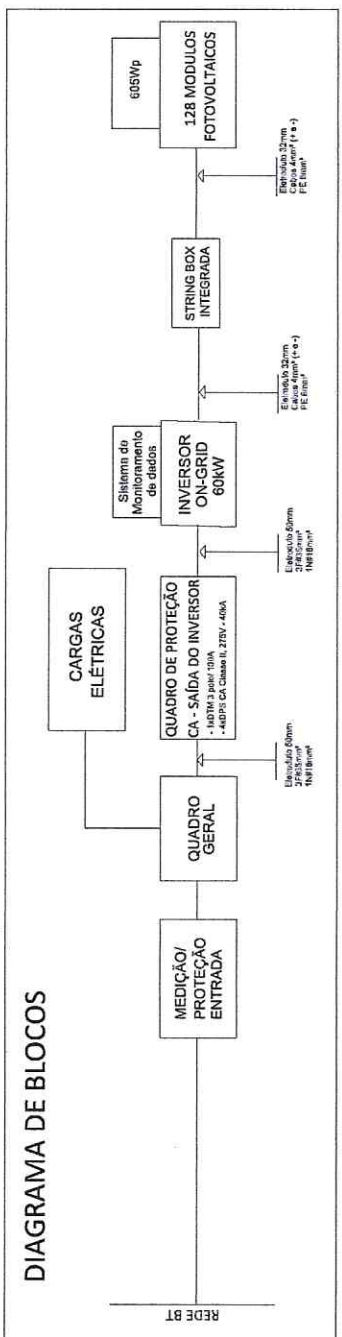 DIAGRAMA DE BLOCOS
REDE BT
MEDIÇÃO/
PROTEÇÃO
ENTRADA
QUADRO
GERAL
CARGAS
ELÉTRICAS
Eletroduto 50mm
3F#35mm²
1N#16mm²
QUADRO DE PROTEÇÃO
CA - SAÍDA DO INVERSOR
- 1xDTM 3 polo/ 100A
- 4xDPS CA Classe II, 275V - 40kA
Eletroduto 50mm
3F#35mm²
1N#16mm²
Sistema de
Monitoramento
de dados
INVERSOR
ON-GRID
60kW
Eletroduto 32mm
Cabos 4mm² (+ e -)
PE 6mm²
STRING BOX
INTEGRADA
Eletroduto 32mm
Cabos 4mm² (+ e -)
PE 6mm²
605Wp
128 MODULOS
FOTOVOLTAICOS